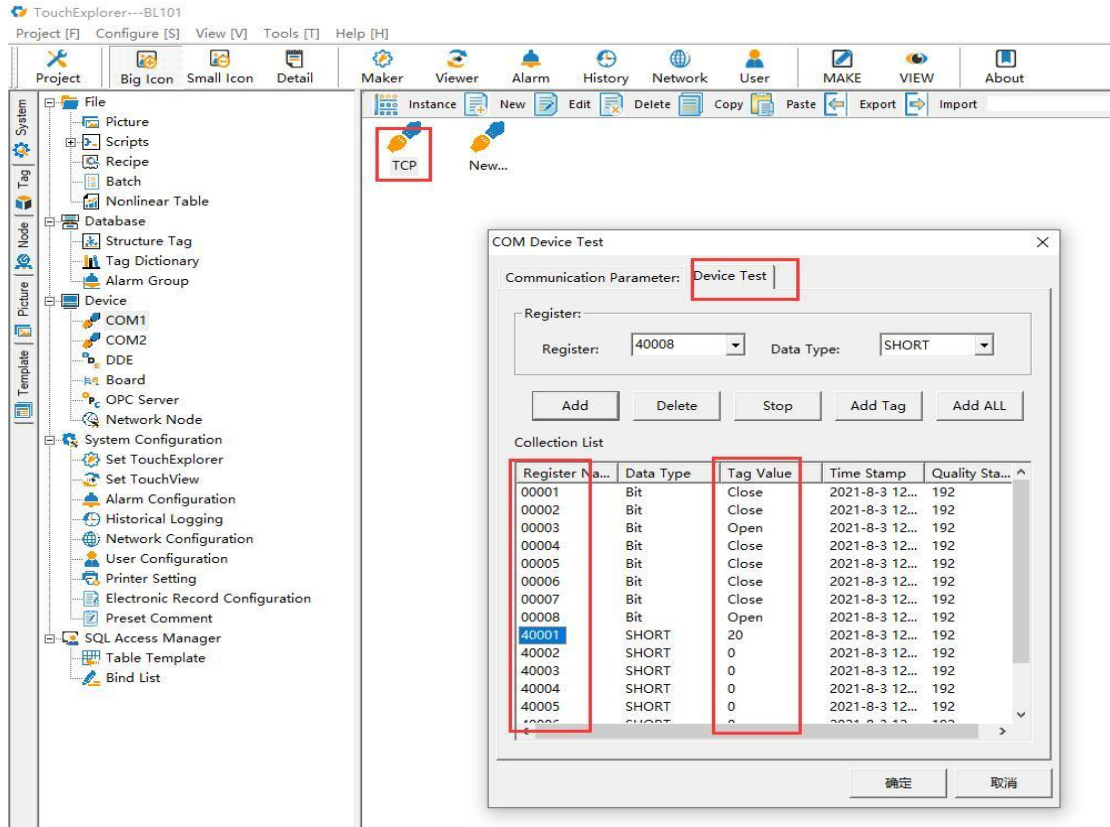 TouchExplorer---BL101
Project [F] Configure [S] View [V] Tools [T] Help [H]
Project Big Icon Small Icon Detail Maker Viewer Alarm History Network User MAKE VIEW About
Instance New Edit Delete Copy Paste Export Import
System
Tag
Node
Picture
Template
File
Picture
Scripts
Recipe
Batch
Nonlinear Table
Database
Structure Tag
Tag Dictionary
Alarm Group
Device
COM1
COM2
DDE
Board
OPC Server
Network Node
System Configuration
Set TouchExplorer
Set TouchView
Alarm Configuration
Historical Logging
Network Configuration
User Configuration
Printer Setting
Electronic Record Configuration
Preset Comment
SQL Access Manager
Table Template
Bind List
TCP New...
COM Device Test
Communication Parameter: Device Test
Register:
Register: 40008 Data Type: SHORT
Add Delete Stop Add Tag Add ALL
Collection List
Register Na... Data Type Tag Value Time Stamp Quality Sta...
00001 Bit Close 2021-8-3 12... 192
00002 Bit Close 2021-8-3 12... 192
00003 Bit Open 2021-8-3 12... 192
00004 Bit Close 2021-8-3 12... 192
00005 Bit Close 2021-8-3 12... 192
00006 Bit Close 2021-8-3 12... 192
00007 Bit Close 2021-8-3 12... 192
00008 Bit Open 2021-8-3 12... 192
40001 SHORT 20 2021-8-3 12... 192
40002 SHORT 0 2021-8-3 12... 192
40003 SHORT 0 2021-8-3 12... 192
40004 SHORT 0 2021-8-3 12... 192
40005 SHORT 0 2021-8-3 12... 192
确定 取消